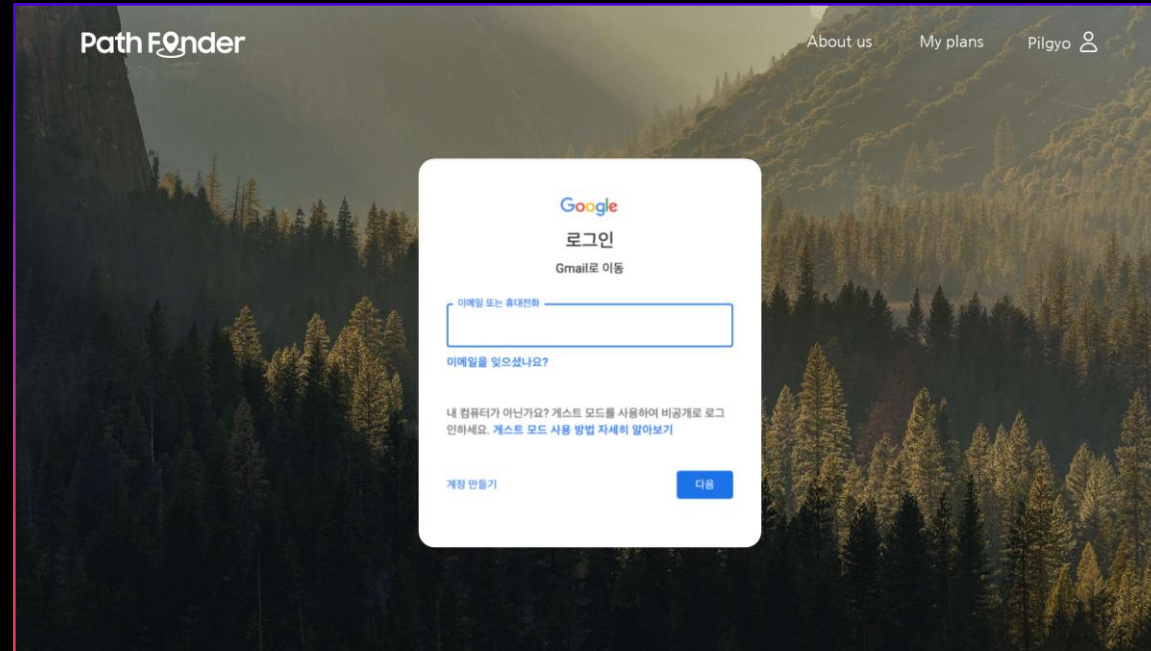 Path Fonder
About us
My plans
Pilgyo
Google
로그인
Gmail로 이동
이메일 또는 휴대전화
이메일을 잊으셨나요?
내 컴퓨터가 아닌가요? 게스트 모드를 사용하여 비공개로 로그
인하세요. 게스트 모드 사용 방법 자세히 알아보기
계정 만들기
다음